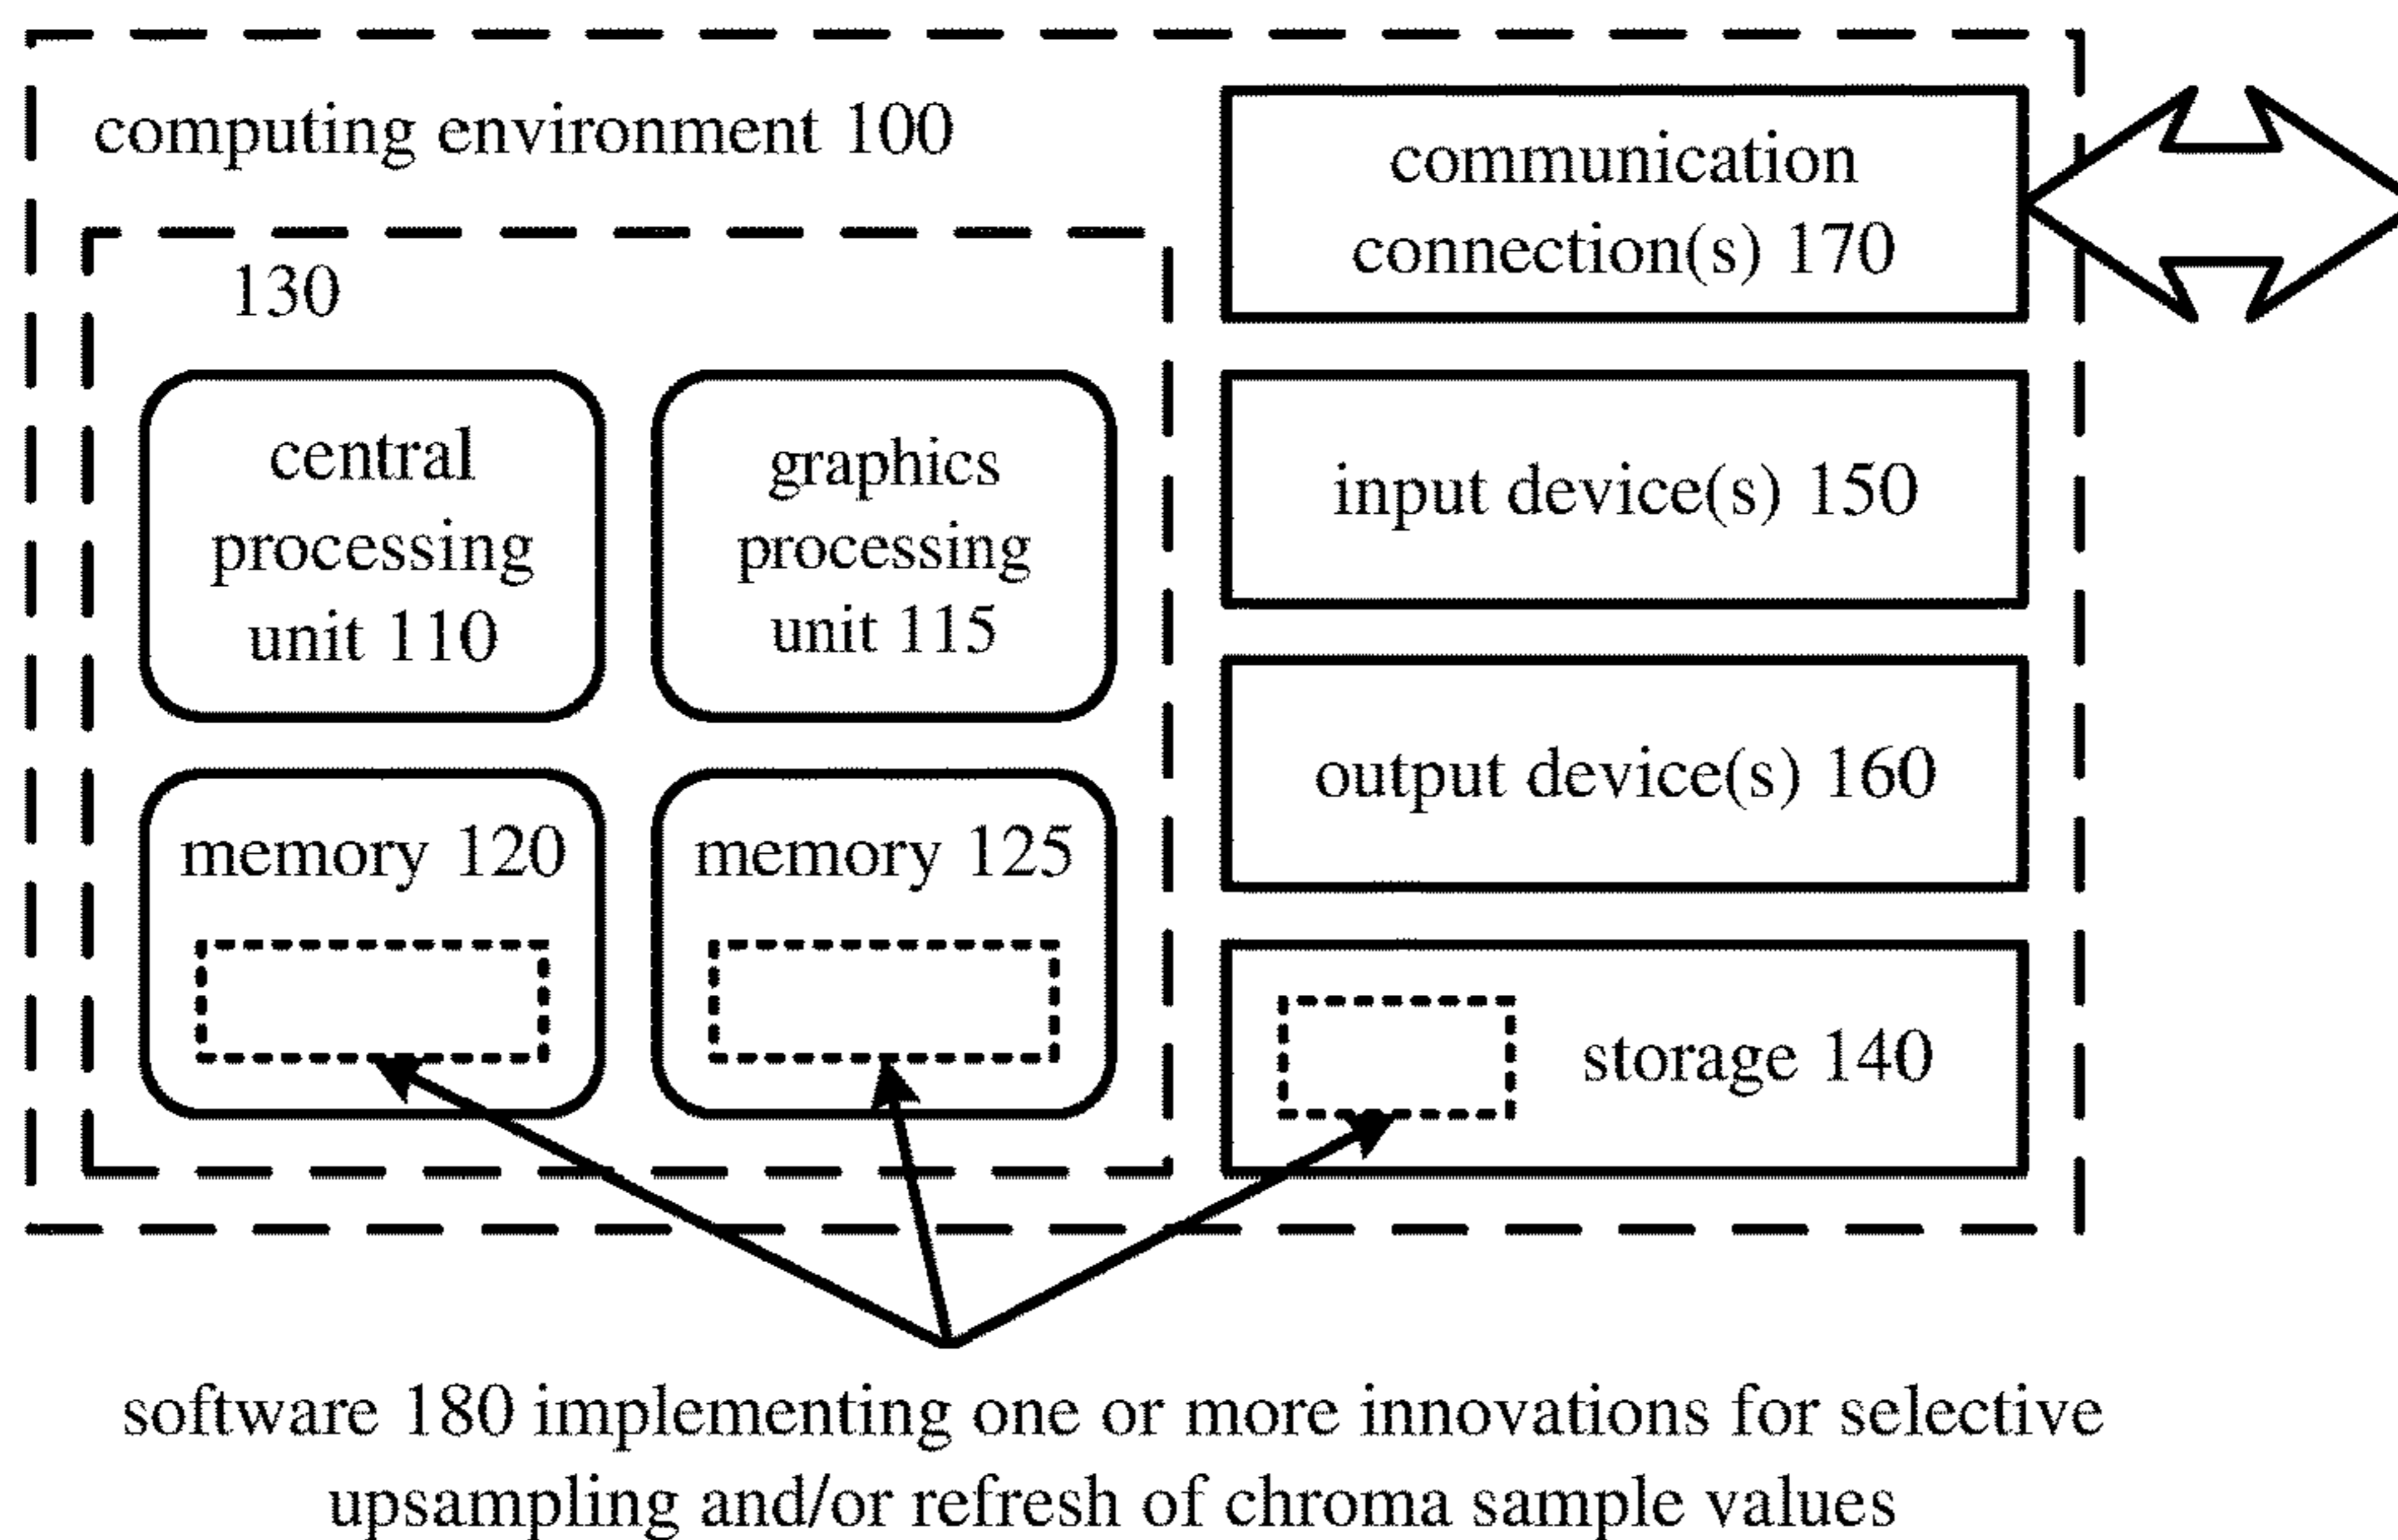 computing environment 100
130
central
processing
unit 110
graphics
processing
unit 115
memory 120
memory 125
communication
connection(s) 170
input device(s) 150
output device(s) 160
storage 140
software 180 implementing one or more innovations for selective
upsampling and/or refresh of chroma sample values